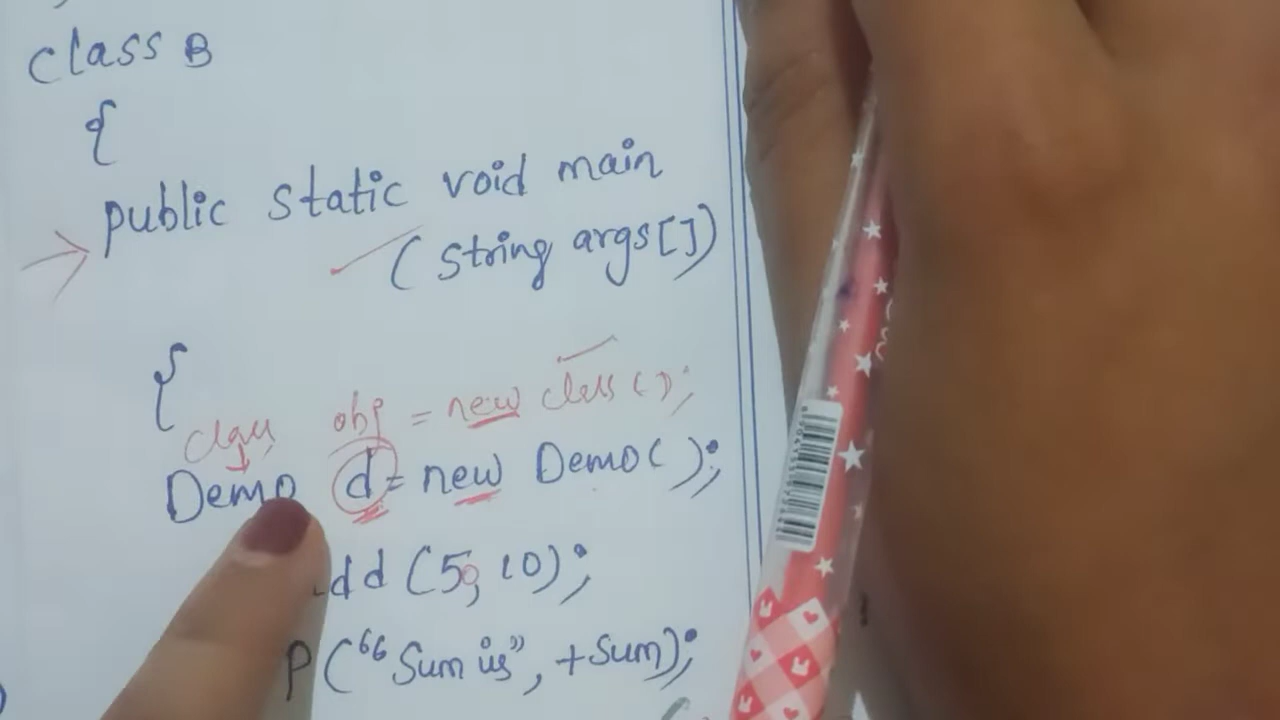 class B
{
public static void main
(string args[])
{
class obj = new class();
Demo d = new Demo();
dd (5, 10);
P("Sum is", +Sum);